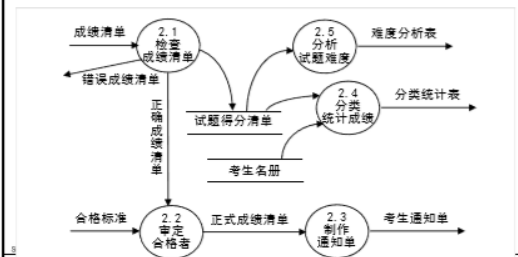 成绩清单
2.1
检查
成绩清单
错误成绩清单
2.5
分析
试题难度
难度分析表
试题得分清单
2.4
分类
统计成绩
分类统计表
正确成绩清单
考生名册
合格标准
2.2
审定
合格者
正式成绩清单
2.3
制作
通知单
考生通知单